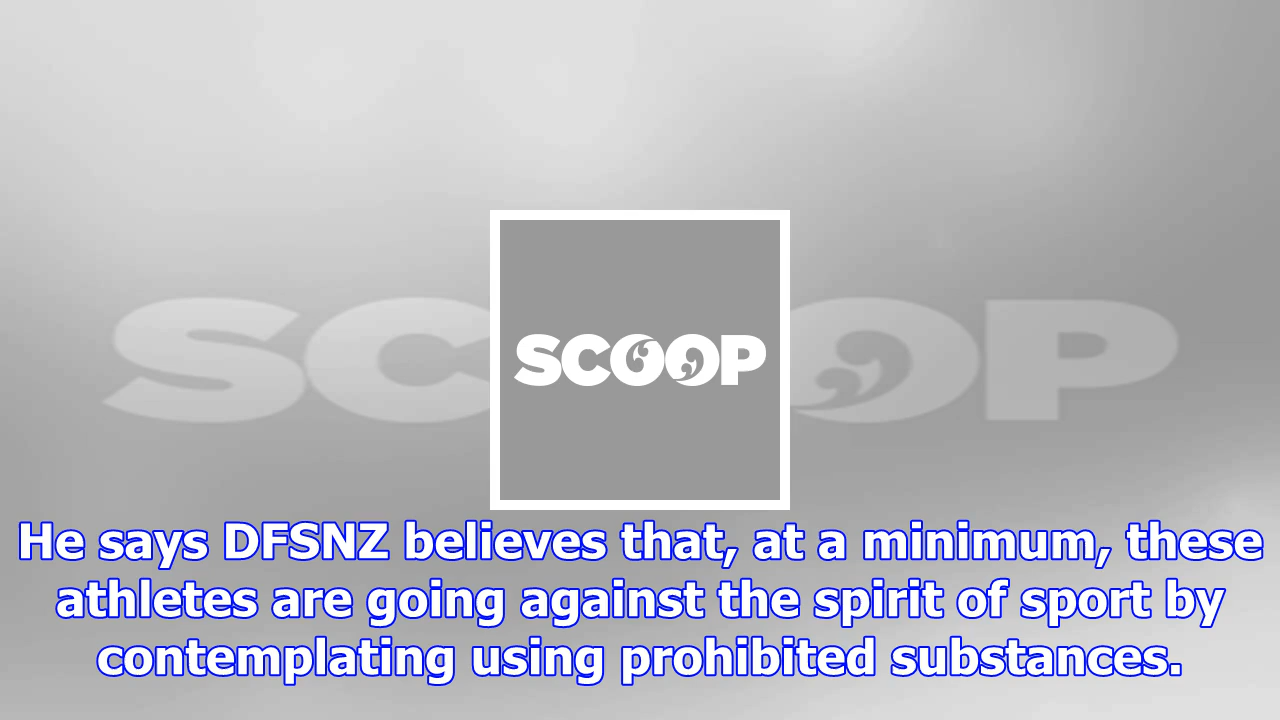 SCOOP
SCOOP
He says DFSNZ believes that, at a minimum, these
athletes are going against the spirit of sport by
contemplating using prohibited substances.